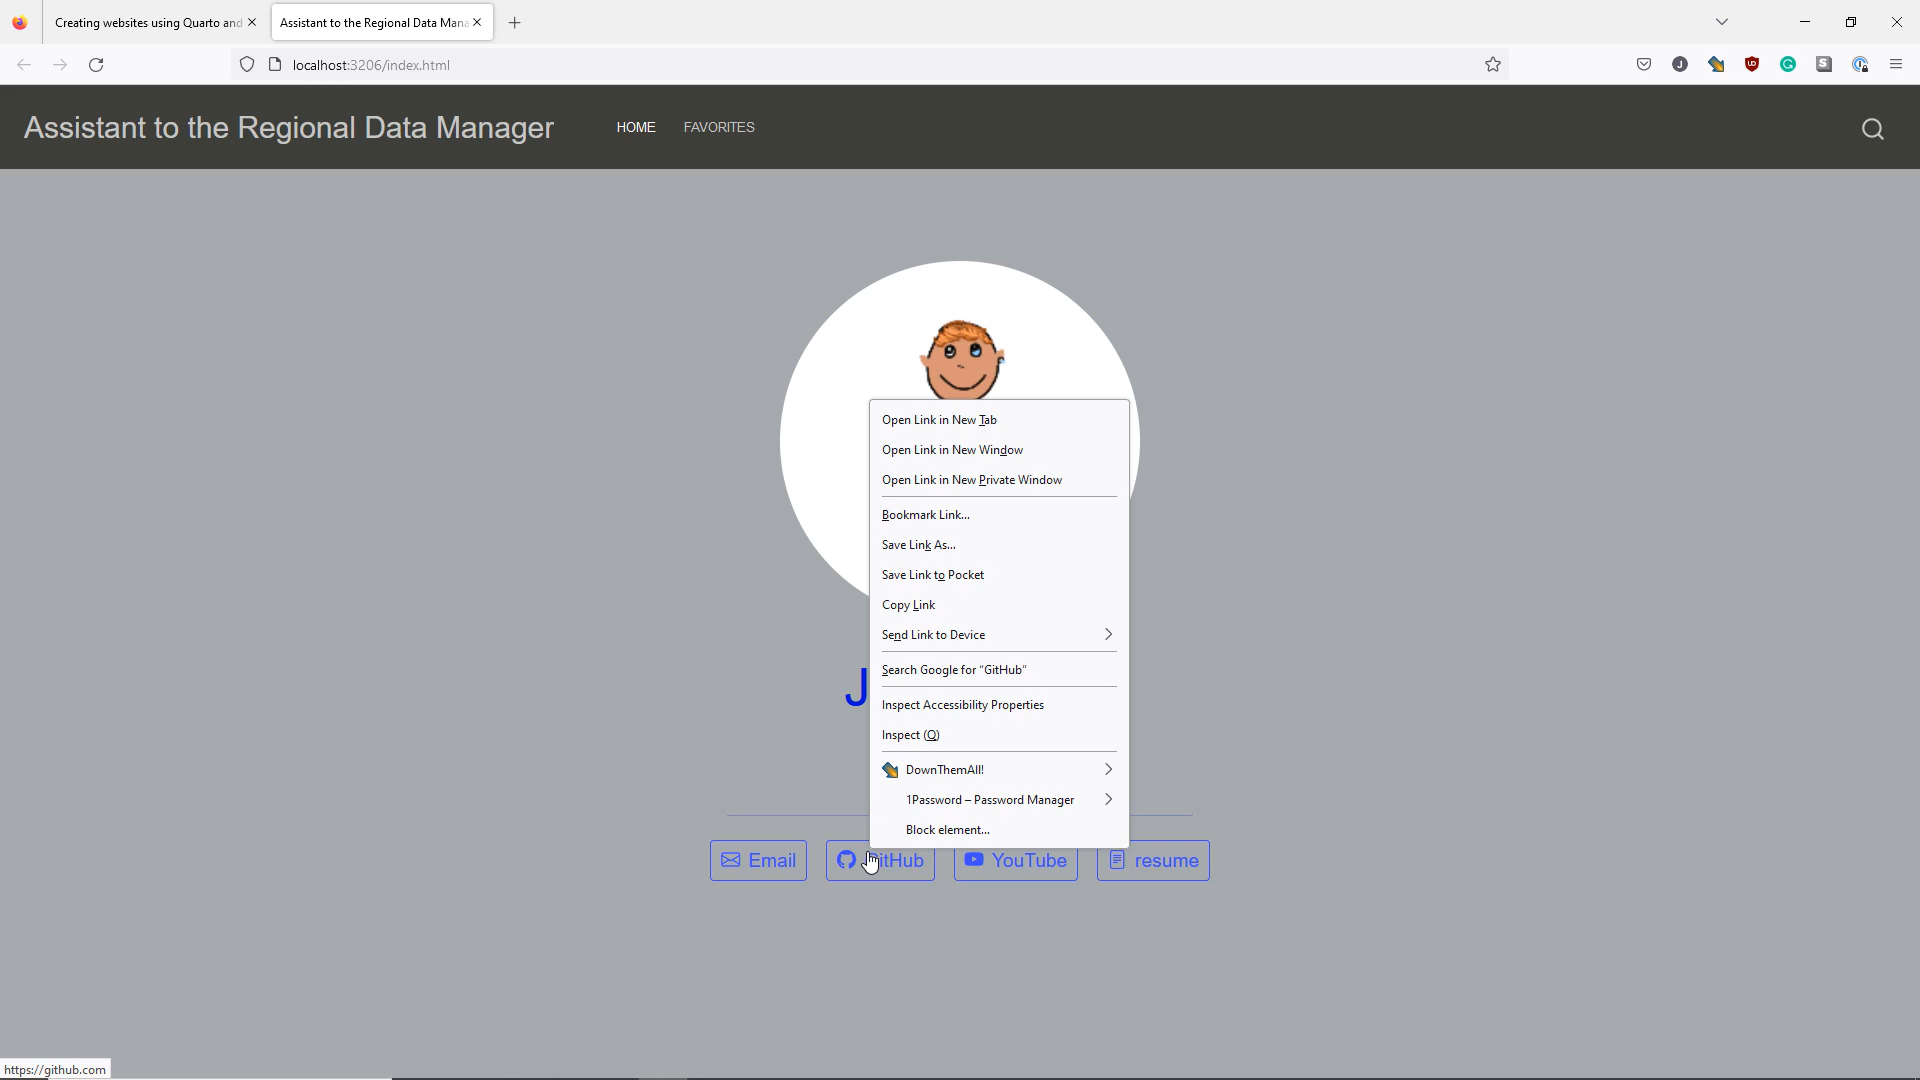 Creating websites using Quarto and
Assistant to the Regional Data Mana
localhost:3206/index.html
Assistant to the Regional Data Manager
HOME
FAVORITES
Open Link in New Tab
Open Link in New Window
Open Link in New Private Window
Bookmark Link...
Save Link As...
Save Link to Pocket
Copy Link
Send Link to Device
Search Google for "GitHub"
J
Inspect Accessibility Properties
Inspect (Q)
DownThemAll!
1Password – Password Manager
Block element...
Email
GitHub
YouTube
resume
https://github.com